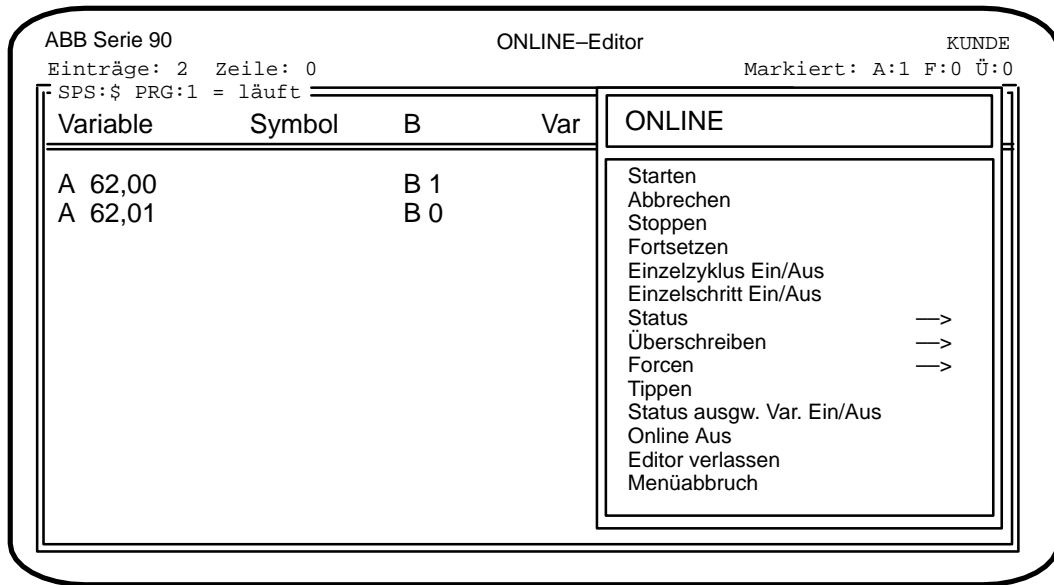 ABB Serie 90 ONLINE–Editor KUNDE
Einträge: 2 Zeile: 0 Markiert: A:1 F:0 Ü:0
SPS:$ PRG:1 = läuft
Variable Symbol B Var
A 62,00 B 1
A 62,01 B 0
ONLINE
Starten
Abbrechen
Stoppen
Fortsetzen
Einzelzyklus Ein/Aus
Einzelschritt Ein/Aus
Status —>
Überschreiben —>
Forcen —>
Tippen
Status ausgw. Var. Ein/Aus
Online Aus
Editor verlassen
Menüabbruch